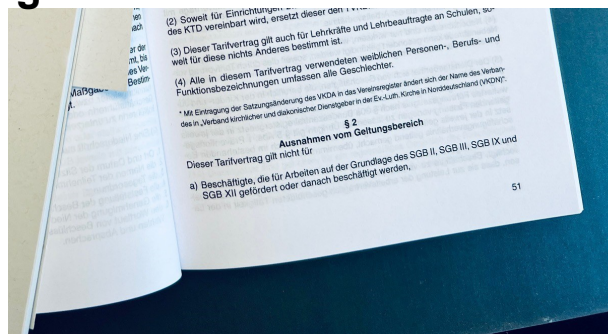 (2) Soweit für Einrichtungen
des KTD vereinbart wird, ersetzt dieser den
(3) Dieser Tarifvertrag gilt auch für Lehrkräfte und Lehrbeauftragte an Schulen, so-
weit für diese nichts Anderes bestimmt ist.
(4) Alle in diesem Tarifvertrag verwendeten weiblichen Personen-, Berufs- und
Funktionsbezeichnungen umfassen alle Geschlechter.
* Mit Eintragung der Satzungsänderung des VKDA in das Vereinsregister ändert sich der Name des Verban-
des in „Verband kirchlicher und diakonischer Dienstgeber in der Ev.-Luth. Kirche in Norddeutschland (VKDN)“.
§ 2
Ausnahmen vom Geltungsbereich
Dieser Tarifvertrag gilt nicht für
a) Beschäftigte, die für Arbeiten auf der Grundlage des SGB II, SGB III, SGB IX und
SGB XII gefördert oder danach beschäftigt werden,
51